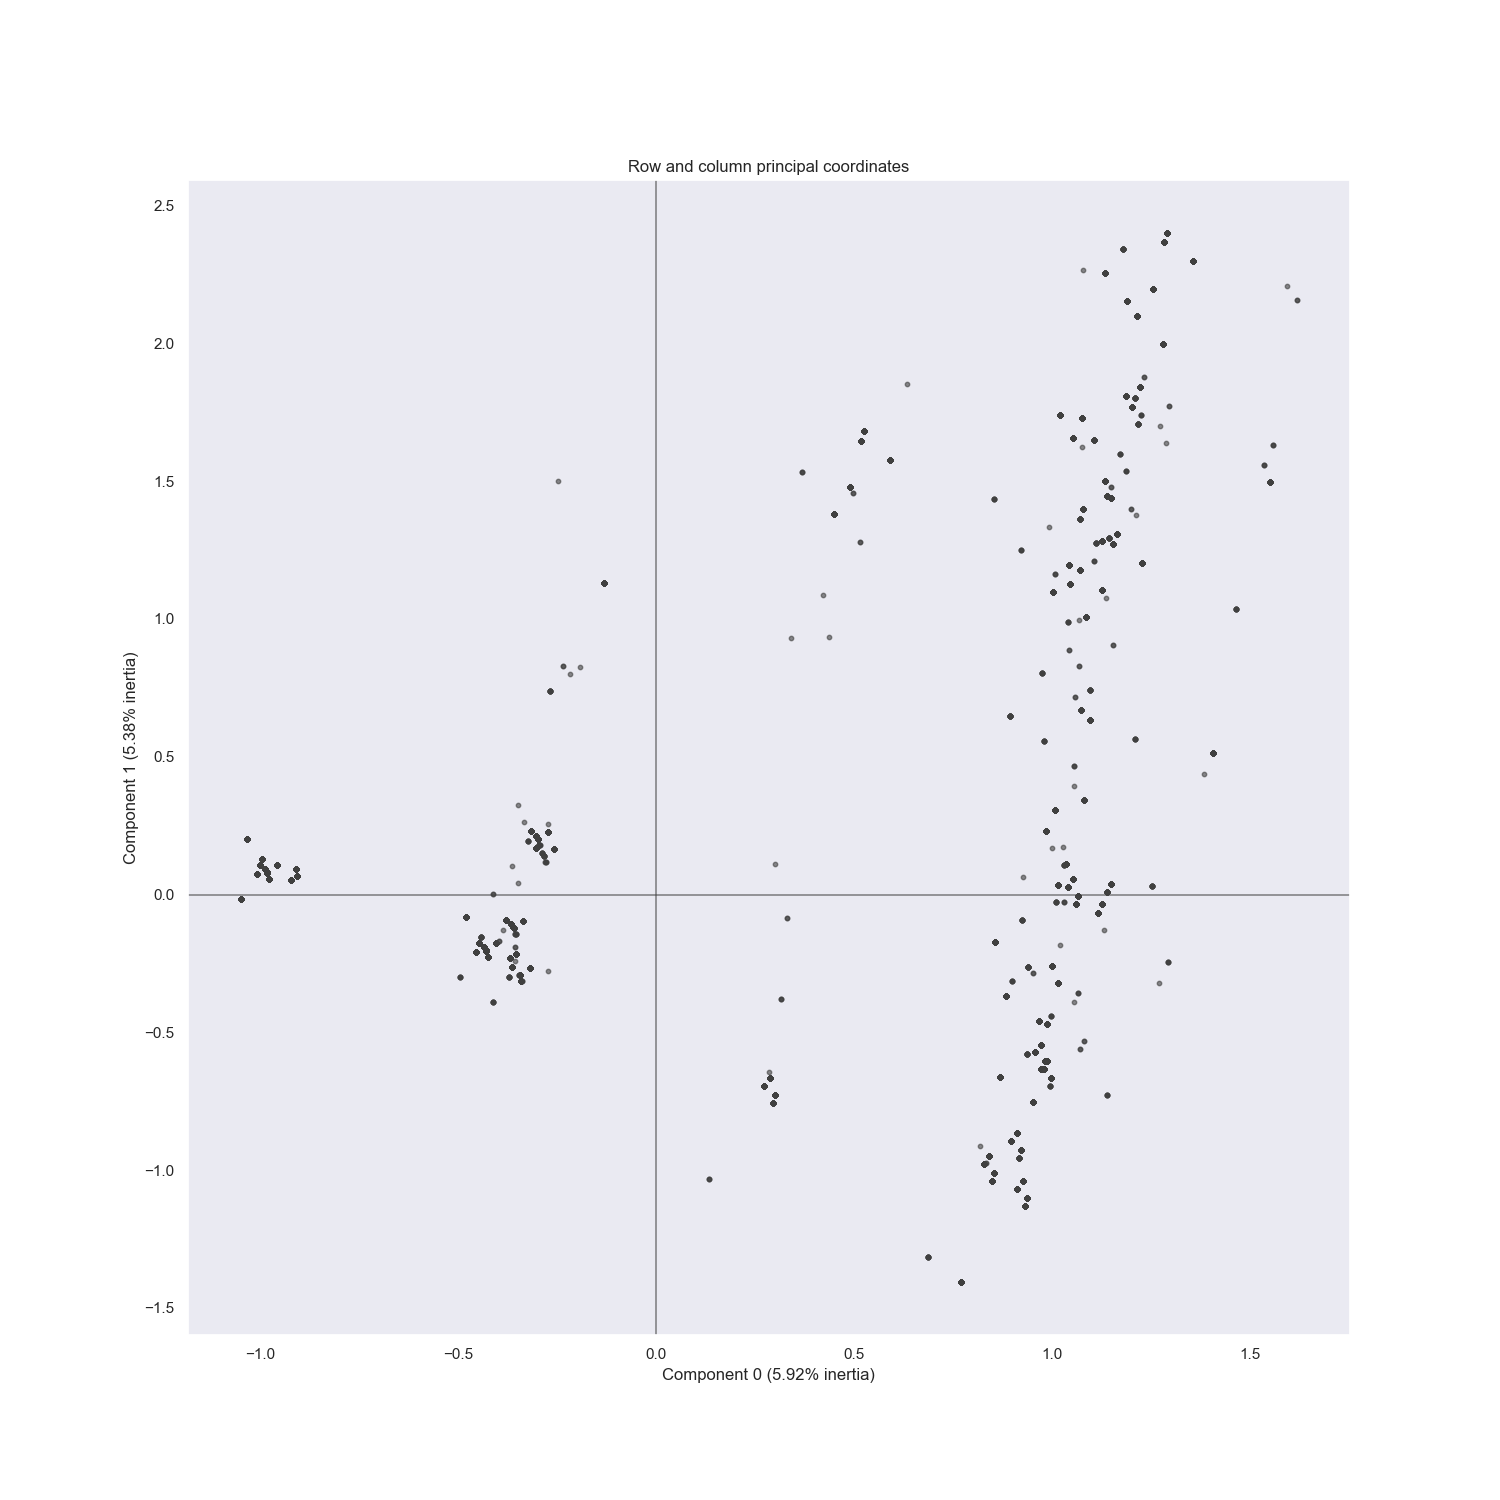 Row and column principal coordinates
2.5
2.0
1.5
1.0
0.5
0.0
−0.5
−1.0
−1.5
Component 1 (5.38% inertia)
−1.0 −0.5 0.0 0.5 1.0 1.5
Component 0 (5.92% inertia)